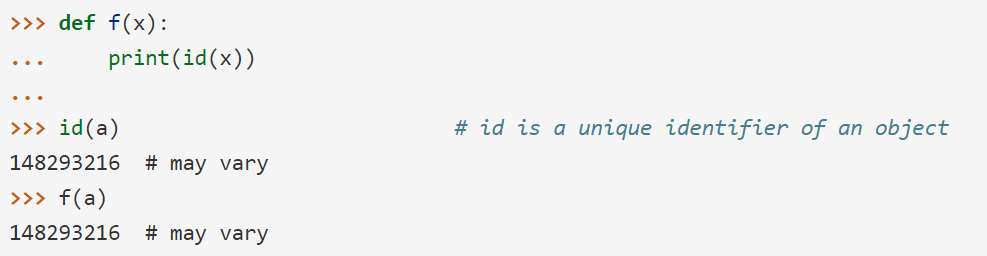 >>> def f(x):
...     print(id(x))
...
>>> id(a)                            # id is a unique identifier of an object
148293216  # may vary
>>> f(a)
148293216  # may vary